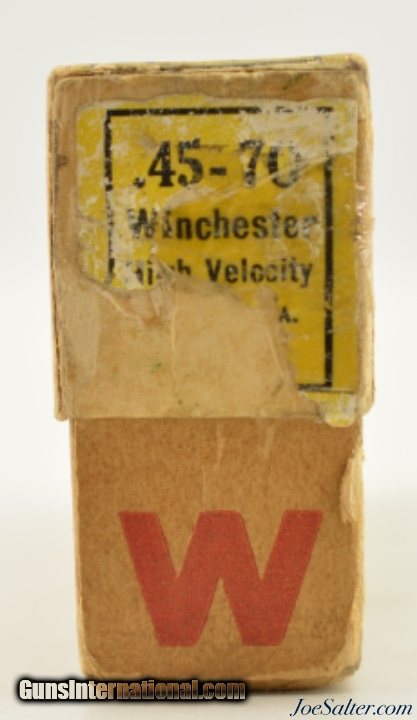 .45-70
Winchester
High Velocity
A.
W
GunsInternational.com
JoeSalter.com